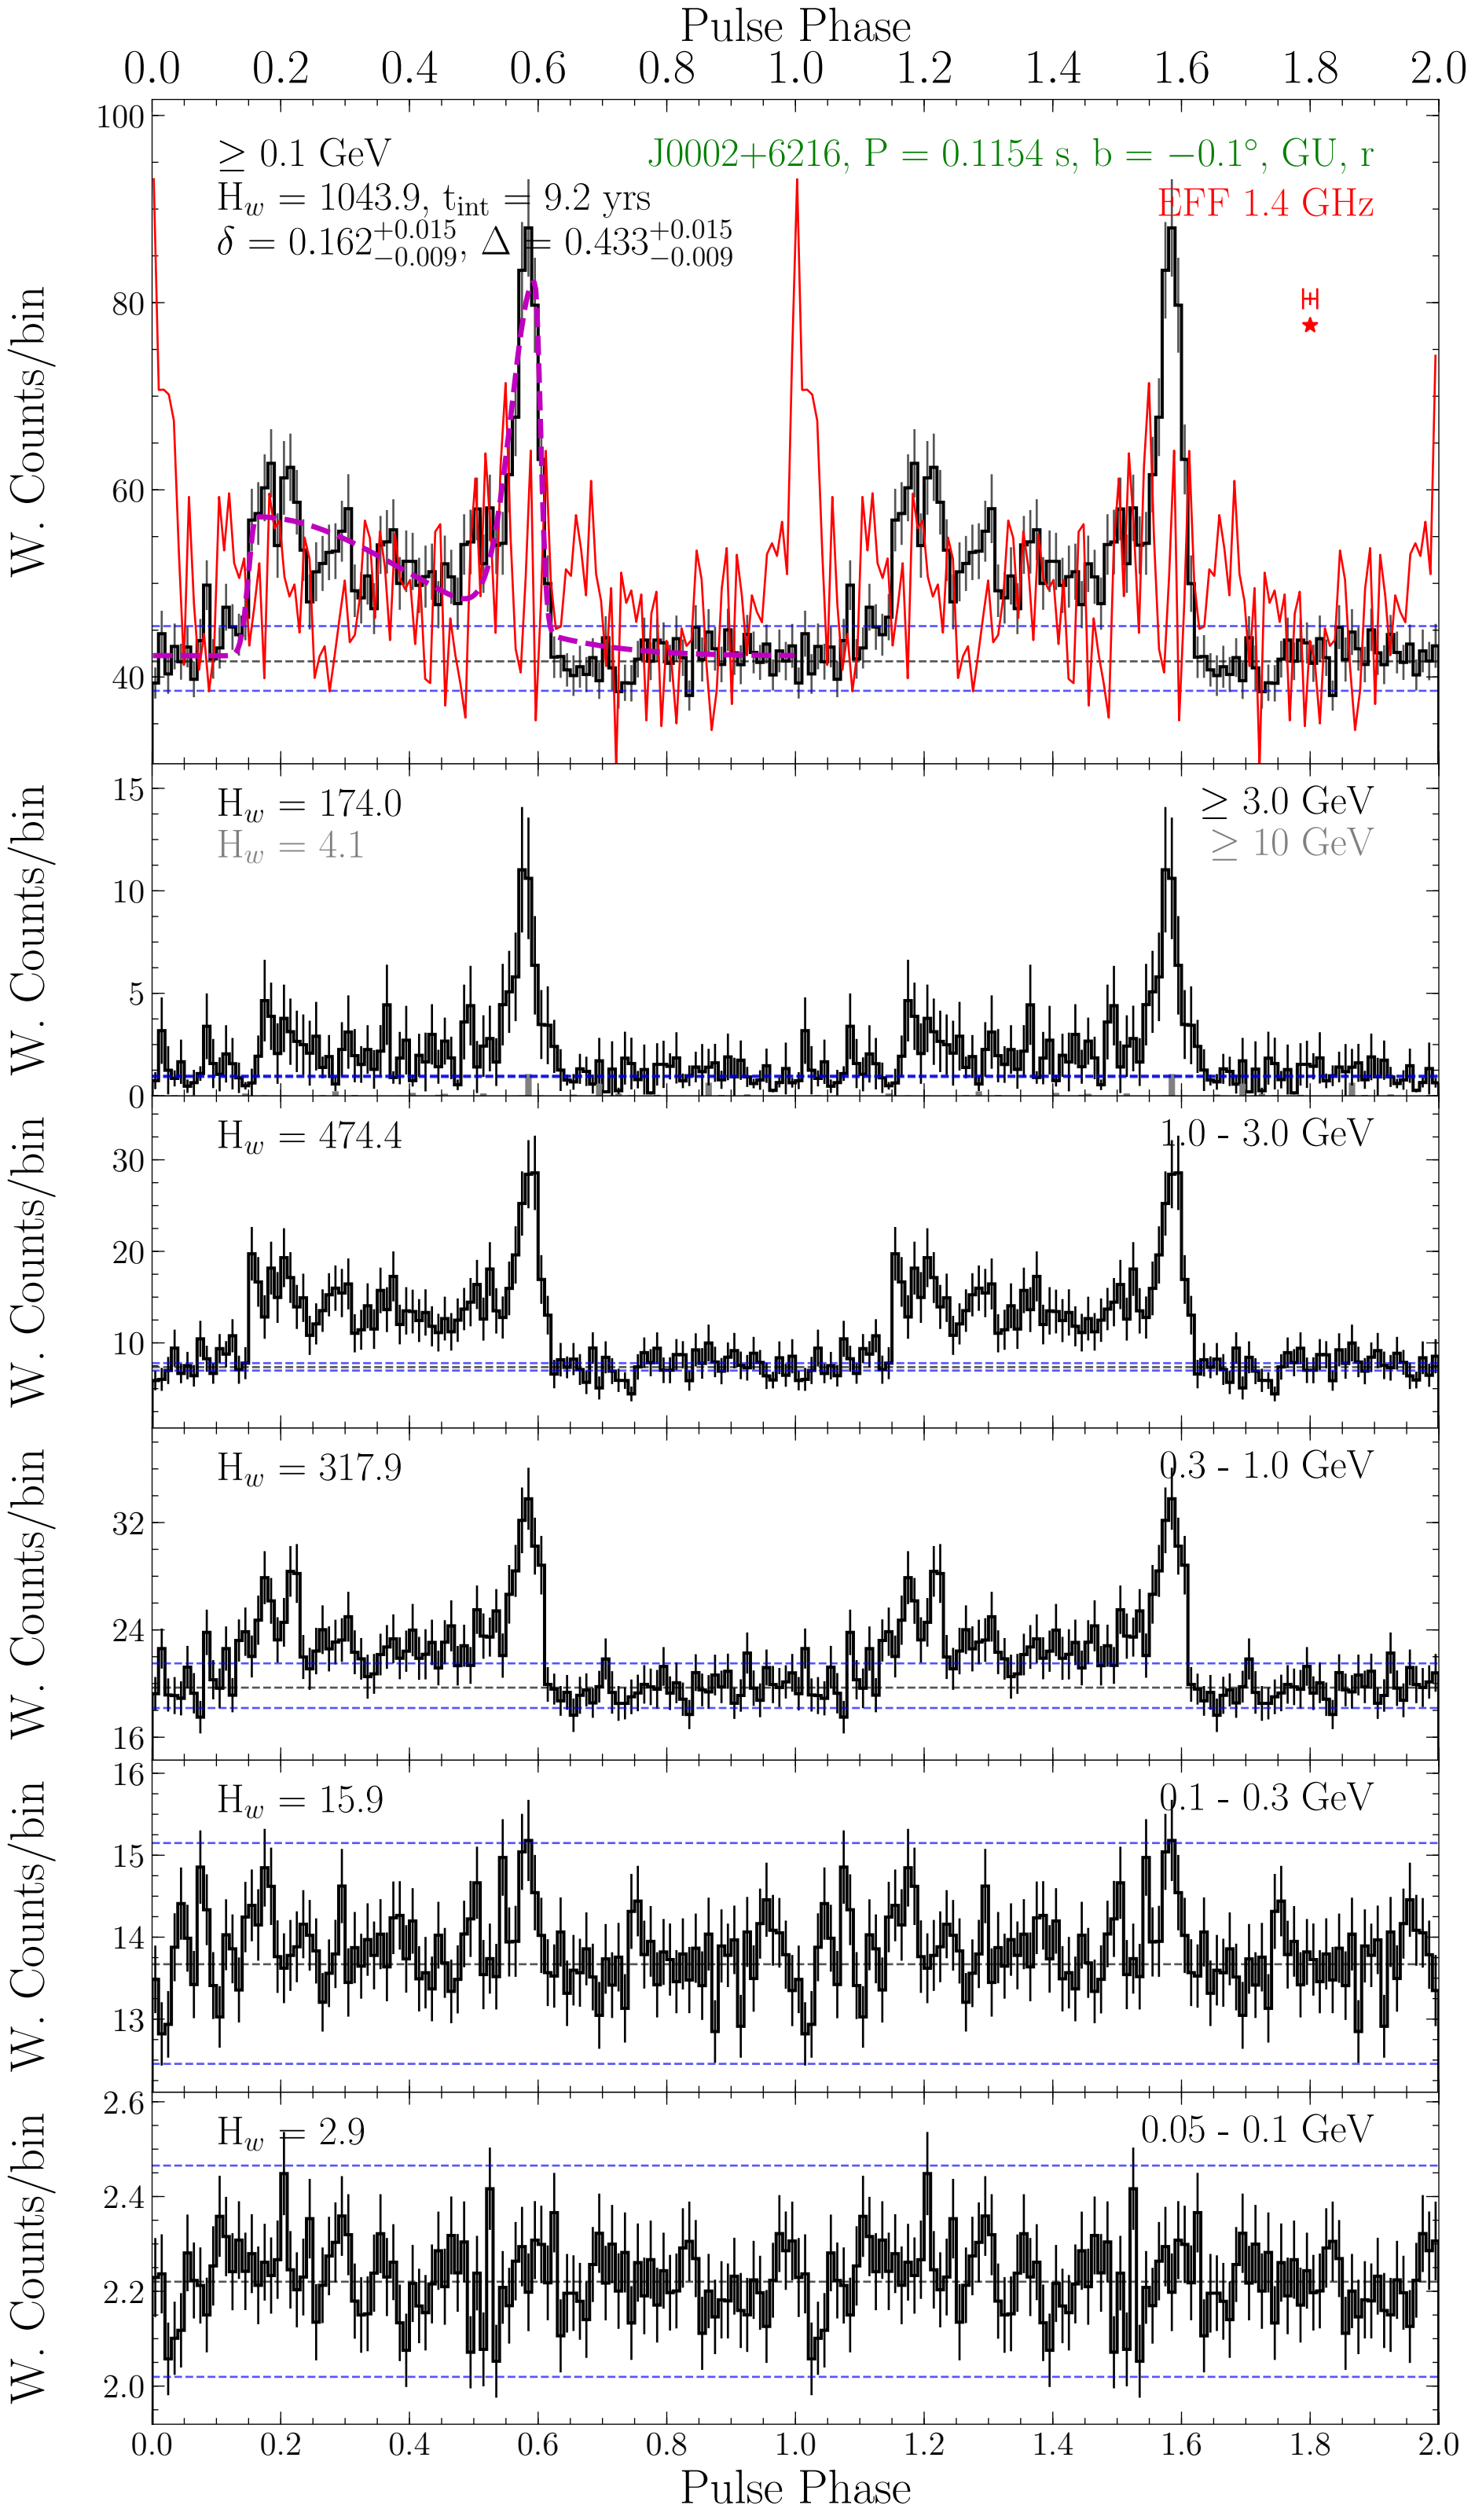 Pulse Phase
0.0 0.2 0.4 0.6 0.8 1.0 1.2 1.4 1.6 1.8 2.0
W. Counts/bin
100
80
60
40
≥ 0.1 GeV
H_w = 1043.9, t_int = 9.2 yrs
δ = 0.162^{+0.015}_{−0.009}, Δ = 0.433^{+0.015}_{−0.009}
J0002+6216, P = 0.1154 s, b = −0.1°, GU, r
EFF 1.4 GHz
W. Counts/bin
15
10
5
0
H_w = 174.0
H_w = 4.1
≥ 3.0 GeV
≥ 10 GeV
W. Counts/bin
30
20
10
H_w = 474.4
1.0 - 3.0 GeV
W. Counts/bin
32
24
16
H_w = 317.9
0.3 - 1.0 GeV
W. Counts/bin
16
15
14
13
H_w = 15.9
0.1 - 0.3 GeV
W. Counts/bin
2.6
2.4
2.2
2.0
H_w = 2.9
0.05 - 0.1 GeV
0.0 0.2 0.4 0.6 0.8 1.0 1.2 1.4 1.6 1.8 2.0
Pulse Phase